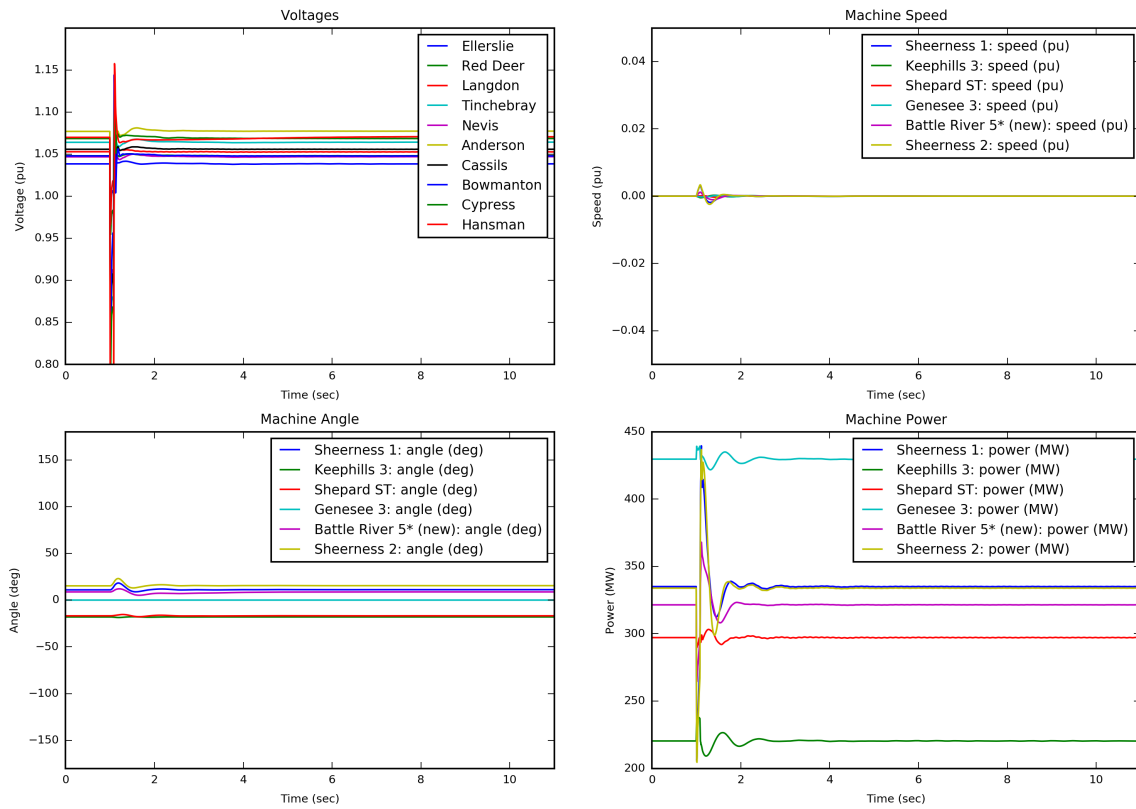 Voltages
1.15
1.10
1.05
1.00
0.95
0.90
0.85
0.80
Voltage (pu)
0
2
4
6
8
10
Time (sec)
Ellerslie
Red Deer
Langdon
Tinchebray
Nevis
Anderson
Cassils
Bowmanton
Cypress
Hansman
Machine Speed
0.04
0.02
0.00
−0.02
−0.04
Speed (pu)
0
2
4
6
8
10
Time (sec)
Sheerness 1: speed (pu)
Keephills 3: speed (pu)
Shepard ST: speed (pu)
Genesee 3: speed (pu)
Battle River 5* (new): speed (pu)
Sheerness 2: speed (pu)
Machine Angle
150
100
50
0
−50
−100
−150
Angle (deg)
0
2
4
6
8
10
Time (sec)
Sheerness 1: angle (deg)
Keephills 3: angle (deg)
Shepard ST: angle (deg)
Genesee 3: angle (deg)
Battle River 5* (new): angle (deg)
Sheerness 2: angle (deg)
Machine Power
450
400
350
300
250
200
Power (MW)
0
2
4
6
8
10
Time (sec)
Sheerness 1: power (MW)
Keephills 3: power (MW)
Shepard ST: power (MW)
Genesee 3: power (MW)
Battle River 5* (new): power (MW)
Sheerness 2: power (MW)